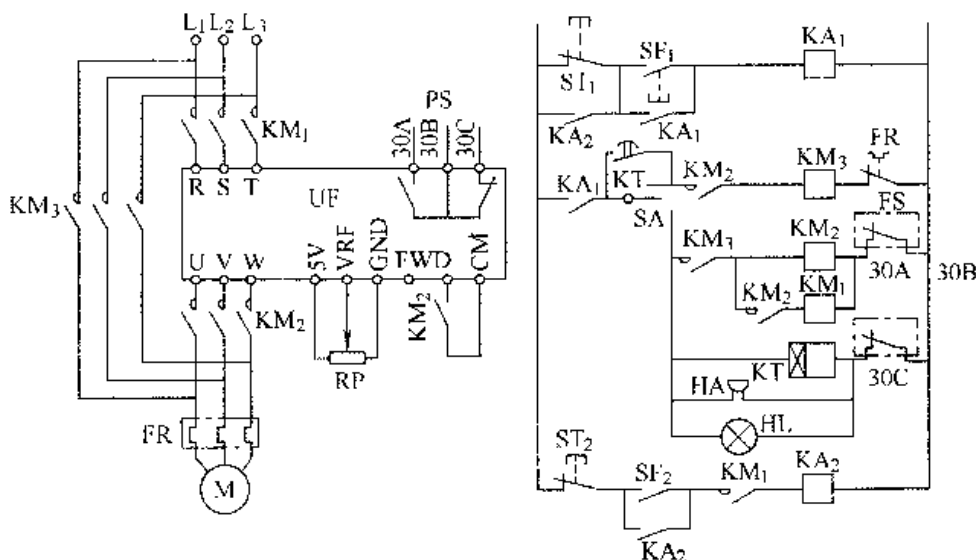 L₁ L₂ L₃
KM₁
PS
30A 30B 30C
R S T
UF
KM₃
U V W
5V VRF GND FWD CM
KM₂
KM₂
RP
FR
M
SF₁
KA₁
ST₁
KA₂
KA₁
FR
KA₁
KT
KM₂
KM₃
SA
FS
KM₃
KM₂
30A
30B
KM₂
KM₁
KT
30C
HA
HL
ST₂
SF₂
KM₁
KA₂
KA₂